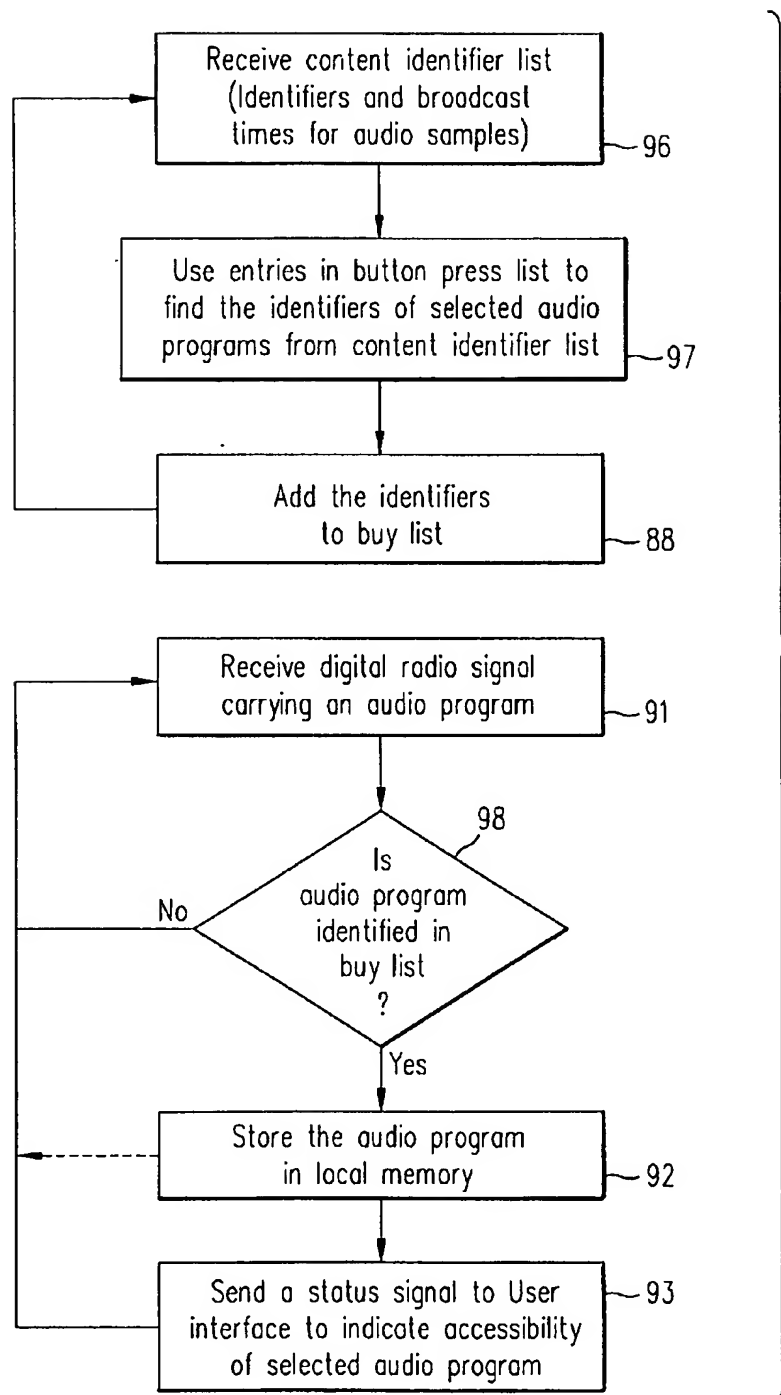 Receive content identifier list
(Identifiers and broadcast
times for audio samples)
96
Use entries in button press list to
find the identifiers of selected audio
programs from content identifier list
97
Add the identifiers
to buy list
88
Receive digital radio signal
carrying an audio program
91
98
Is
audio program
identified in
buy list
?
No
Yes
Store the audio program
in local memory
92
Send a status signal to User
interface to indicate accessibility
of selected audio program
93